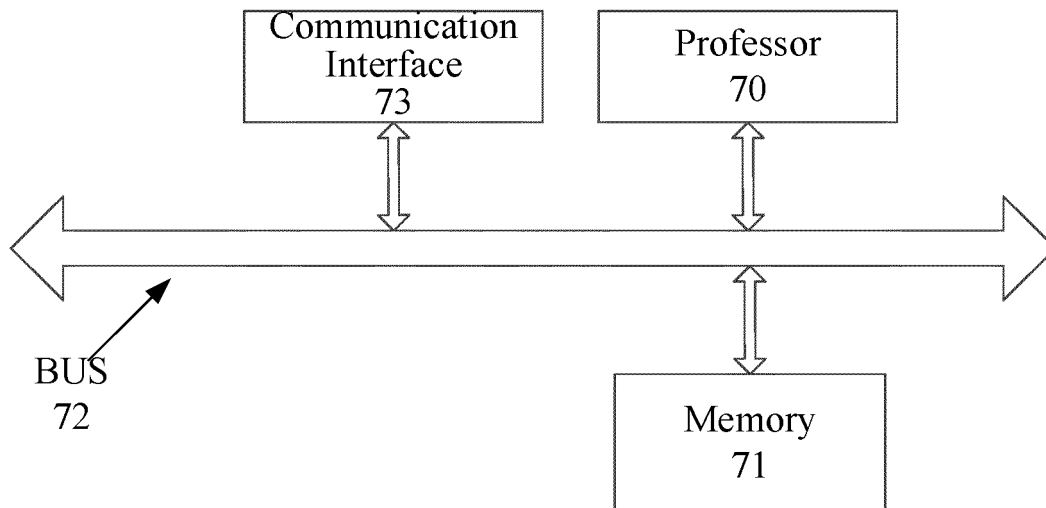 Communication
Interface
73
Professor
70
BUS
72
Memory
71